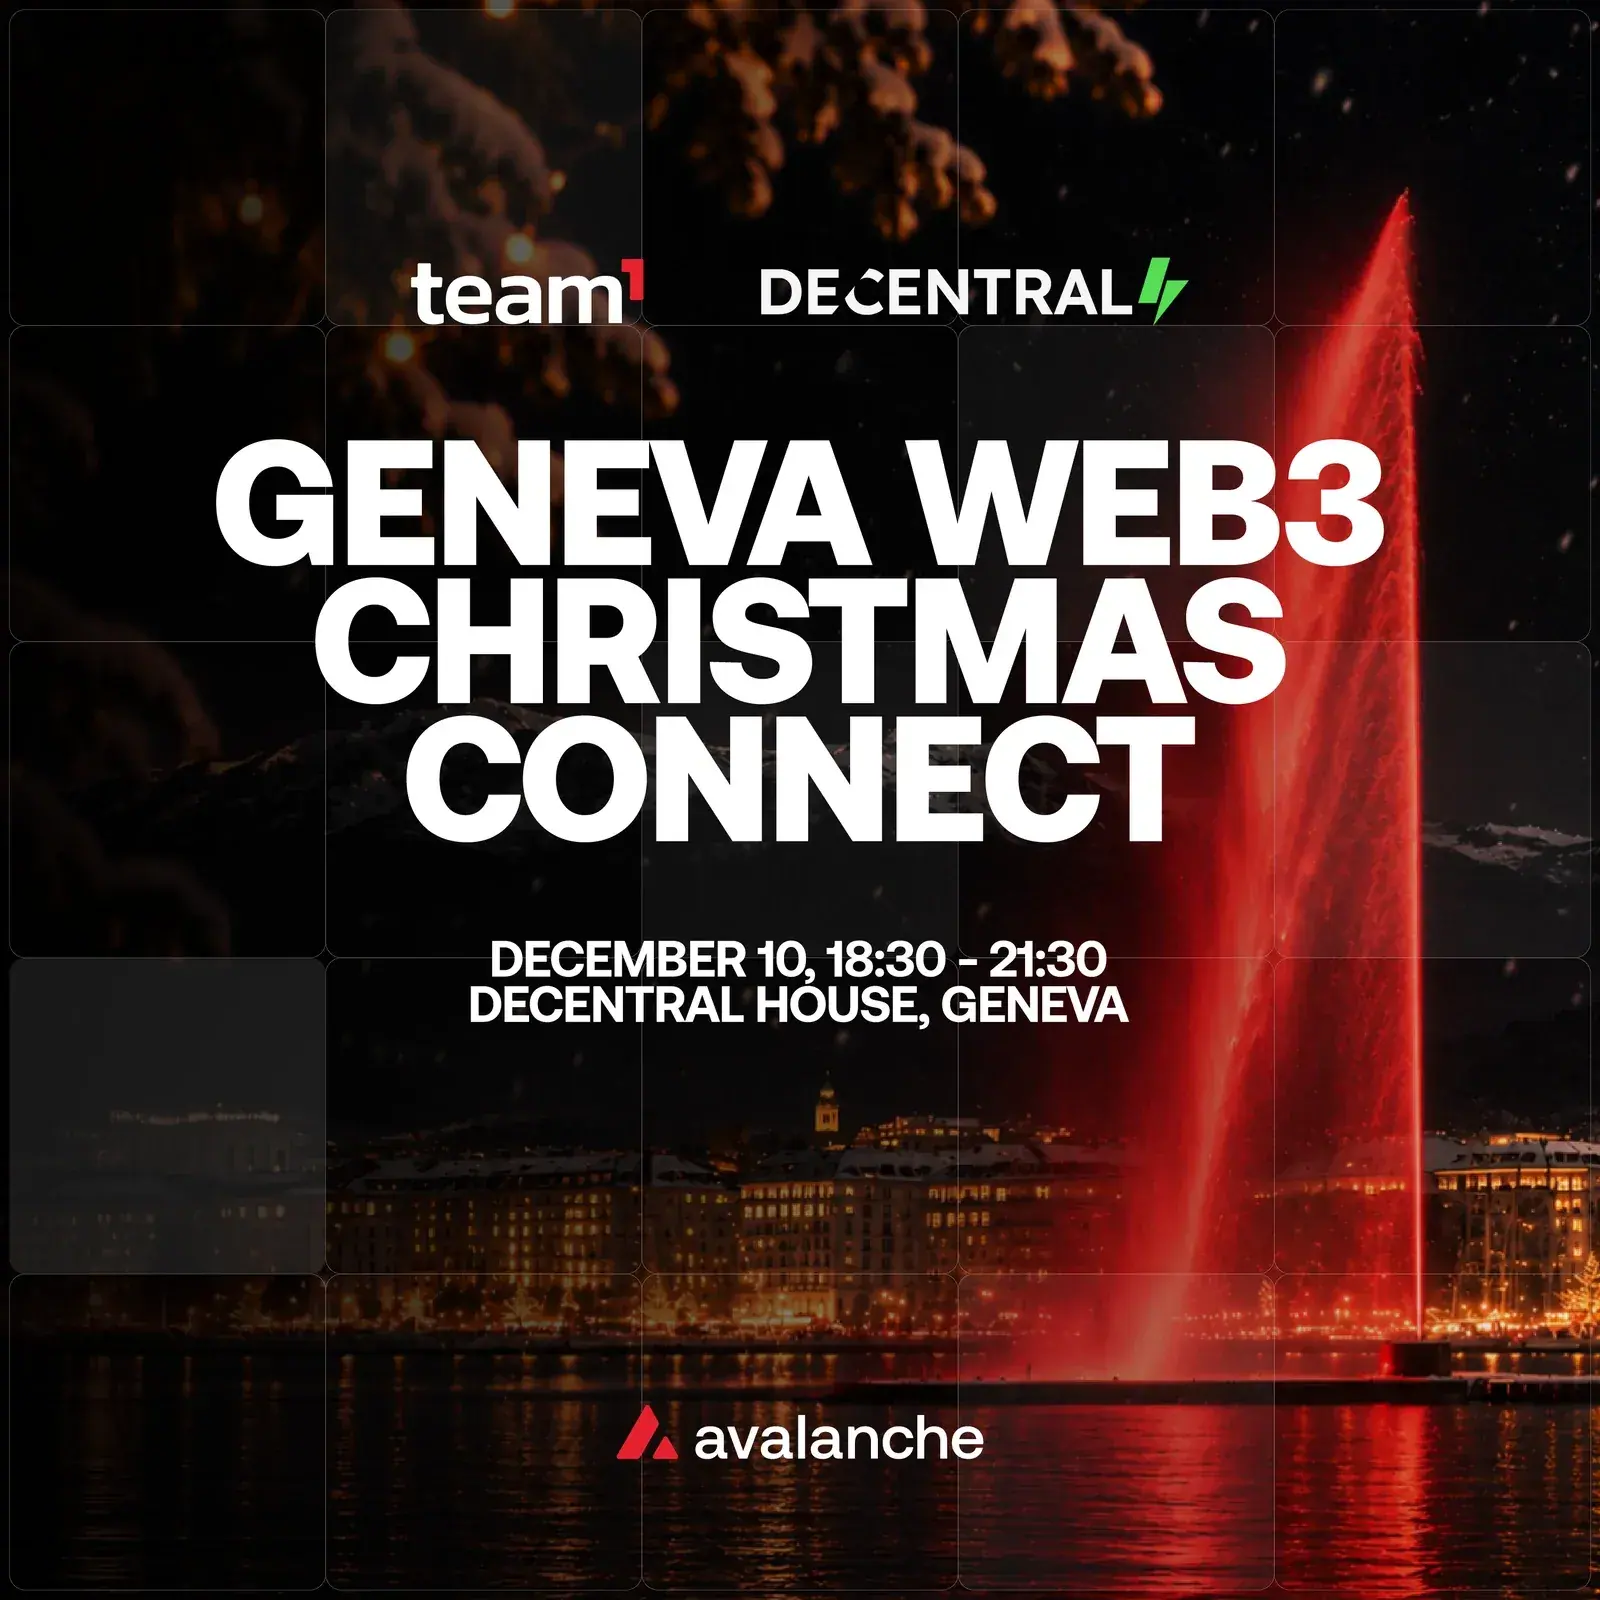 team1
DECENTRAL
GENEVA WEB3
CHRISTMAS
CONNECT
DECEMBER 10, 18:30 - 21:30
DECENTRAL HOUSE, GENEVA
avalanche